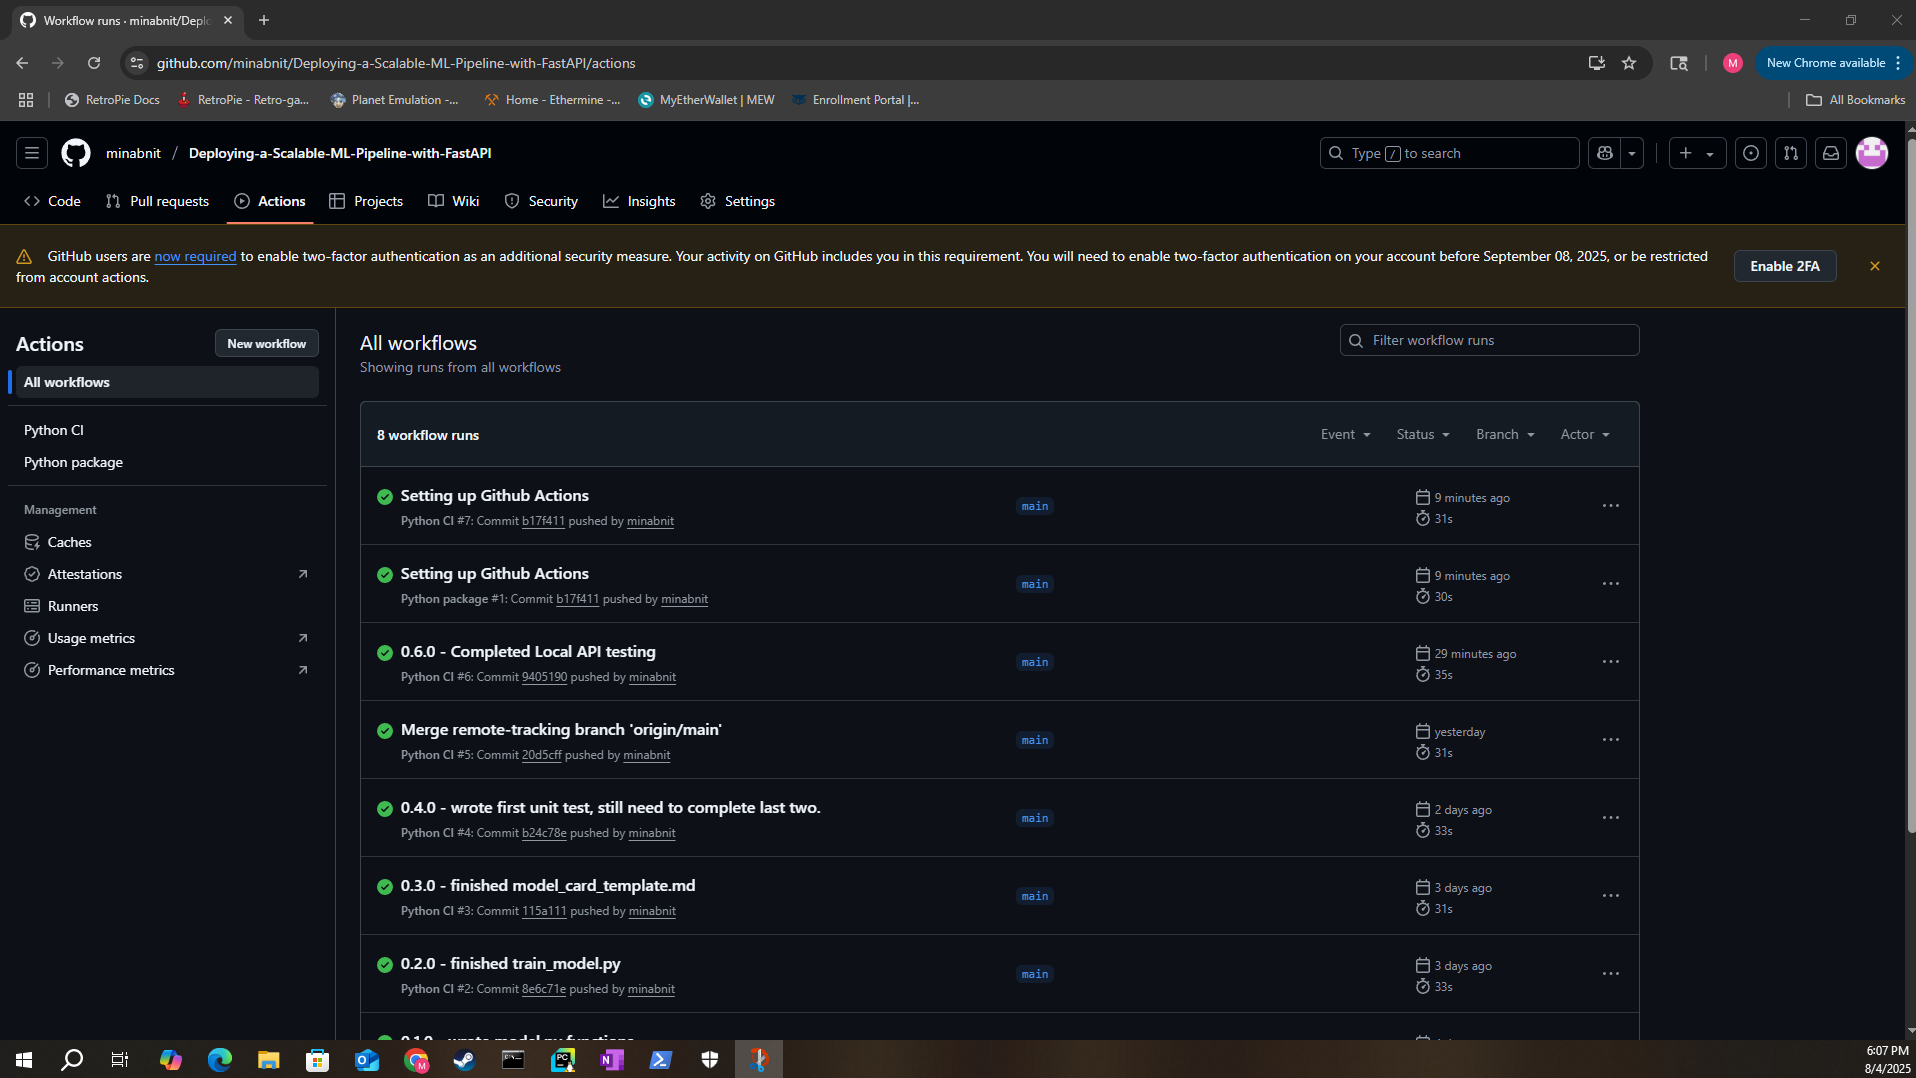 Workflow runs · minabnit/Deplo
github.com/minabnit/Deploying-a-Scalable-ML-Pipeline-with-FastAPI/actions
M
New Chrome available
RetroPie Docs
RetroPie - Retro-ga...
Planet Emulation -...
Home - Ethermine -...
MyEtherWallet | MEW
Enrollment Portal |...
All Bookmarks
minabnit / Deploying-a-Scalable-ML-Pipeline-with-FastAPI
Type / to search
Code
Pull requests
Actions
Projects
Wiki
Security
Insights
Settings
GitHub users are now required to enable two-factor authentication as an additional security measure. Your activity on GitHub includes you in this requirement. You will need to enable two-factor authentication on your account before September 08, 2025, or be restricted
from account actions.
Enable 2FA
Actions
New workflow
All workflows
Python CI
Python package
Management
Caches
Attestations
Runners
Usage metrics
Performance metrics
All workflows
Showing runs from all workflows
Filter workflow runs
8 workflow runs
Event
Status
Branch
Actor
Setting up Github Actions
Python CI #7: Commit b17f411 pushed by minabnit
main
9 minutes ago
31s
Setting up Github Actions
Python package #1: Commit b17f411 pushed by minabnit
main
9 minutes ago
30s
0.6.0 - Completed Local API testing
Python CI #6: Commit 9405190 pushed by minabnit
main
29 minutes ago
35s
Merge remote-tracking branch 'origin/main'
Python CI #5: Commit 20d5cff pushed by minabnit
main
yesterday
31s
0.4.0 - wrote first unit test, still need to complete last two.
Python CI #4: Commit b24c78e pushed by minabnit
main
2 days ago
33s
0.3.0 - finished model_card_template.md
Python CI #3: Commit 115a111 pushed by minabnit
main
3 days ago
31s
0.2.0 - finished train_model.py
Python CI #2: Commit 8e6c71e pushed by minabnit
main
3 days ago
33s
0.1.0 - wrote model.py functions
6:07 PM
8/4/2025